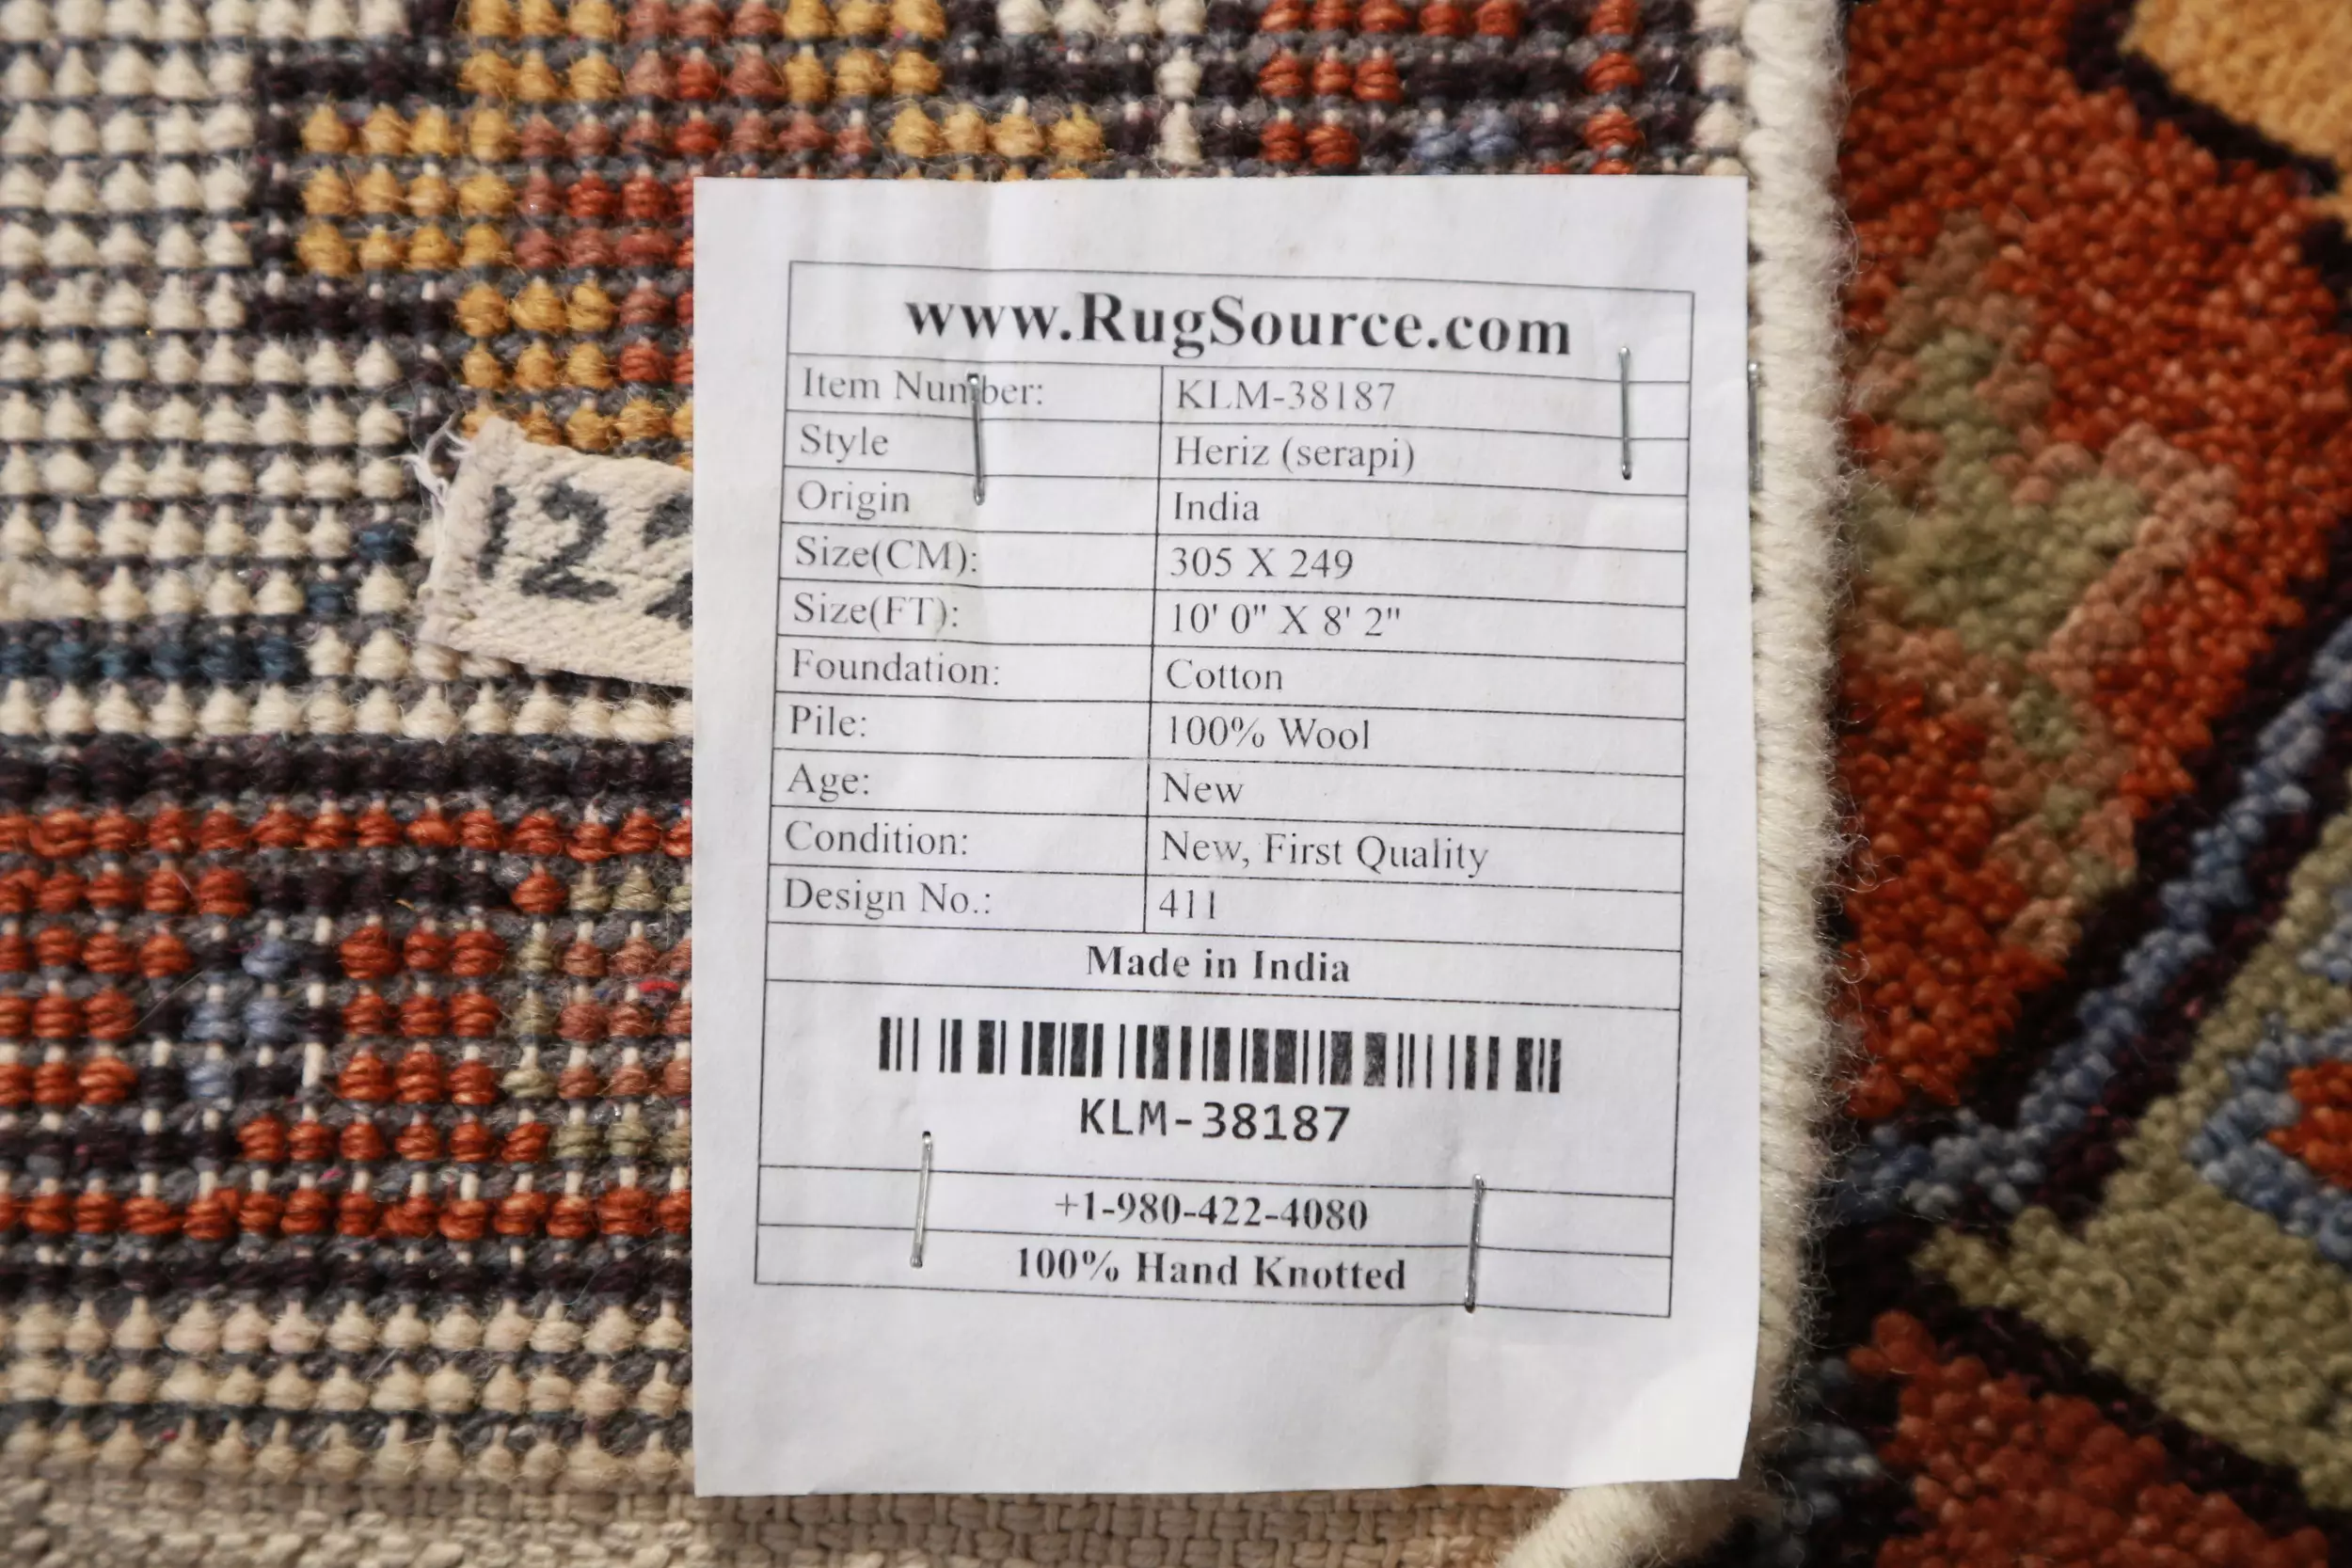 www.RugSource.com
Item Number: KLM-38187
Style Heriz (serapi)
Origin India
Size(CM): 305 X 249
Size(FT): 10' 0" X 8' 2"
Foundation: Cotton
Pile: 100% Wool
Age: New
Condition: New, First Quality
Design No.: 411
Made in India
KLM-38187
+1-980-422-4080
100% Hand Knotted